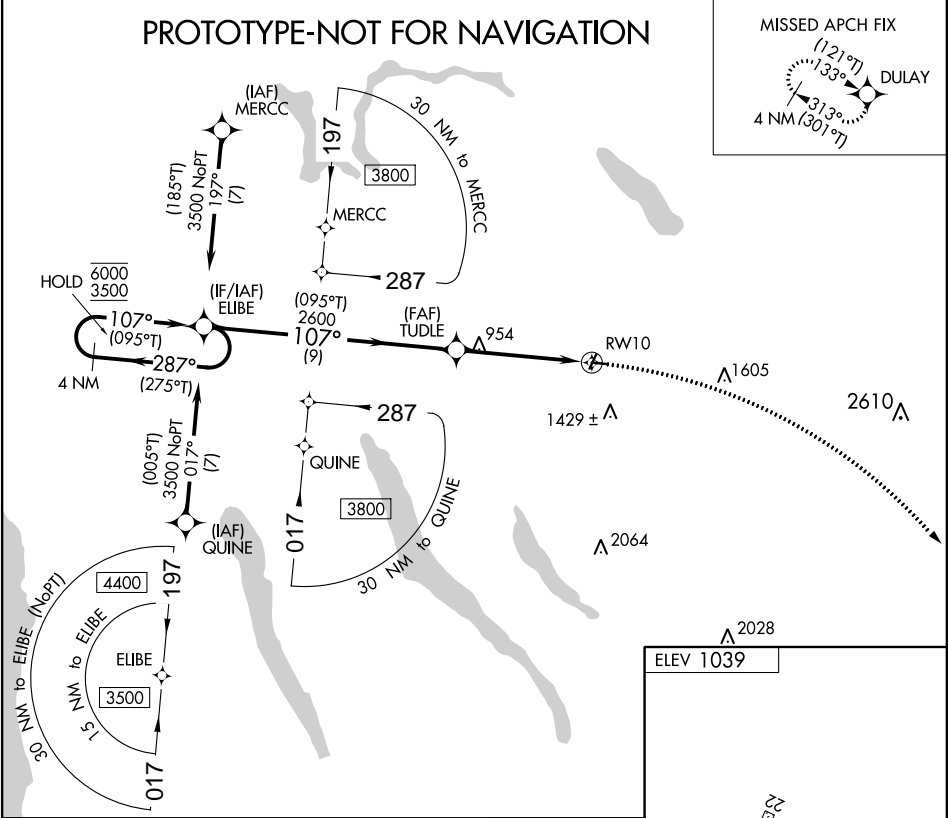 PROTOTYPE-NOT FOR NAVIGATION
MISSED APCH FIX
(121°T)
133°
DULAY
313°
4 NM
(301°T)
(IAF)
MERCC
(185°T)
3500 NoPT
197°
(7)
197
30 NM to MERCC
3800
MERCC
287
HOLD
6000
3500
(IF/IAF)
ELIBE
107°
(095°T)
287°
(275°T)
4 NM
(095°T)
2600
107°
(9)
(FAF)
TUDLE
954
RW10
1605
2610
1429 ±
(005°T)
3500 NoPT
017°
(7)
(IAF)
QUINE
287
QUINE
3800
017
30 NM to QUINE
2064
2028
30 NM to ELIBE (NoPT)
4400
197
15 NM to ELIBE
ELIBE
3500
017
ELEV 1039
22